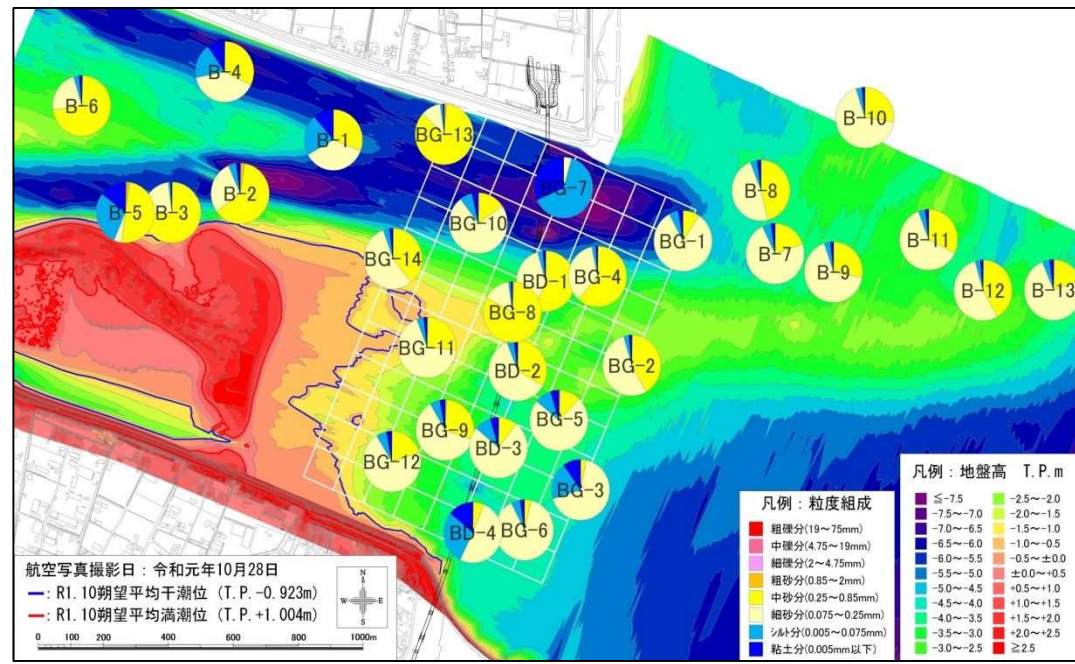 B-4
B-6
B-10
BG-13
B-1
B-8
BG-7
B-2
B-5
B-3
BG-10
BG-1
B-11
B-7
BG-14
B-9
BD-1
BG-4
B-12
B-13
BG-8
BG-11
BD-2
BG-2
BG-5
BG-9
BD-3
BG-12
BG-3
BD-4
BG-6
凡例：地盤高 T.P.m
≦-7.5
-7.5～-7.0
-7.0～-6.5
-6.5～-6.0
-6.0～-5.5
-5.5～-5.0
-5.0～-4.5
-4.5～-4.0
-4.0～-3.5
-3.5～-3.0
-3.0～-2.5
-2.5～-2.0
-2.0～-1.5
-1.5～-1.0
-1.0～-0.5
-0.5～±0.0
±0.0～+0.5
+0.5～+1.0
+1.0～+1.5
+1.5～+2.0
+2.0～+2.5
≧2.5
凡例：粒度組成
粗礫分(19～75mm)
中礫分(4.75～19mm)
細礫分(2～4.75mm)
粗砂分(0.85～2mm)
中砂分(0.25～0.85mm)
細砂分(0.075～0.25mm)
シルト分(0.005～0.075mm)
粘土分(0.005mm以下)
航空写真撮影日：令和元年10月28日
：R1.10朔望平均干潮位（T.P.-0.923m）
：R1.10朔望平均満潮位（T.P.+1.004m）
N
W
E
S
0 200 400 600 800 1000m